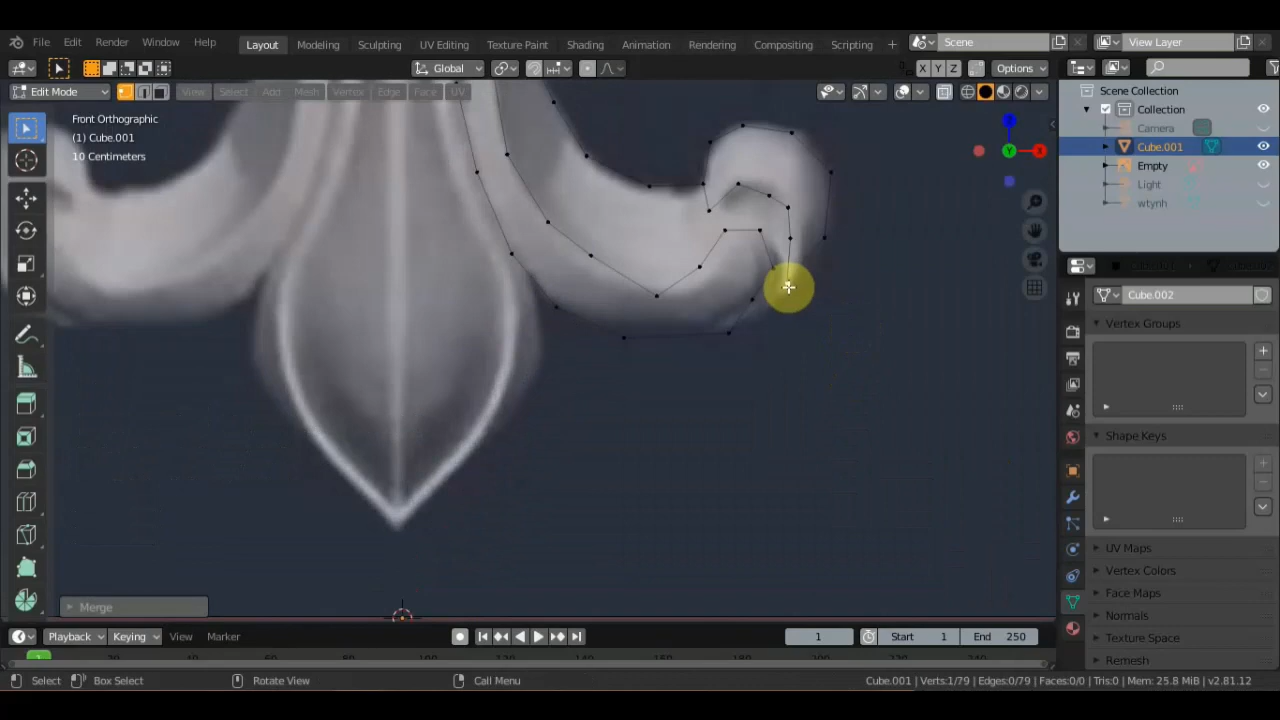 File Edit Render Window Help Layout Modeling Sculpting UV Editing Texture Paint Shading Animation Rendering Compositing Scripting + Scene View Layer
Global X Y Z Options
Edit Mode View Select Add Mesh Vertex Edge Face UV
Scene Collection
Collection
Camera
Cube.001
Empty
Light
wtynh
Front Orthographic
(1) Cube.001
10 Centimeters
Z
Y
X
Cube.002
Vertex Groups
Shape Keys
UV Maps
Vertex Colors
Face Maps
Normals
Texture Space
Remesh
Merge
Playback Keying View Marker 1 Start 1 End 250
Select Box Select Rotate View Call Menu Cube.001 | Verts:1/79 | Edges:0/79 | Faces:0/0 | Tris:0 | Mem: 25.8 MiB | v2.81.12